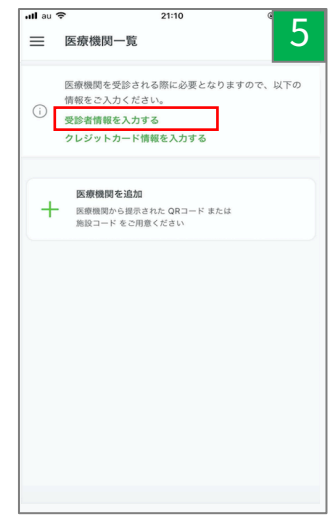 au 21:10
5
医療機関一覧
医療機関を受診される際に必要となりますので、以下の
情報をご入力ください。
受診者情報を入力する
クレジットカード情報を入力する
医療機関を追加
医療機関から提示された QRコード または
施設コード をご用意ください